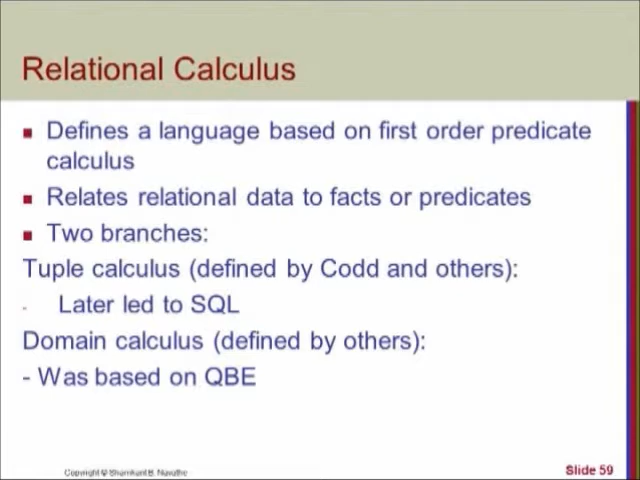 Relational Calculus
Defines a language based on first order predicate
calculus
Relates relational data to facts or predicates
Two branches:
Tuple calculus (defined by Codd and others):
- Later led to SQL
Domain calculus (defined by others):
- Was based on QBE
Copyright © Shamkant B. Navathe
Slide 59